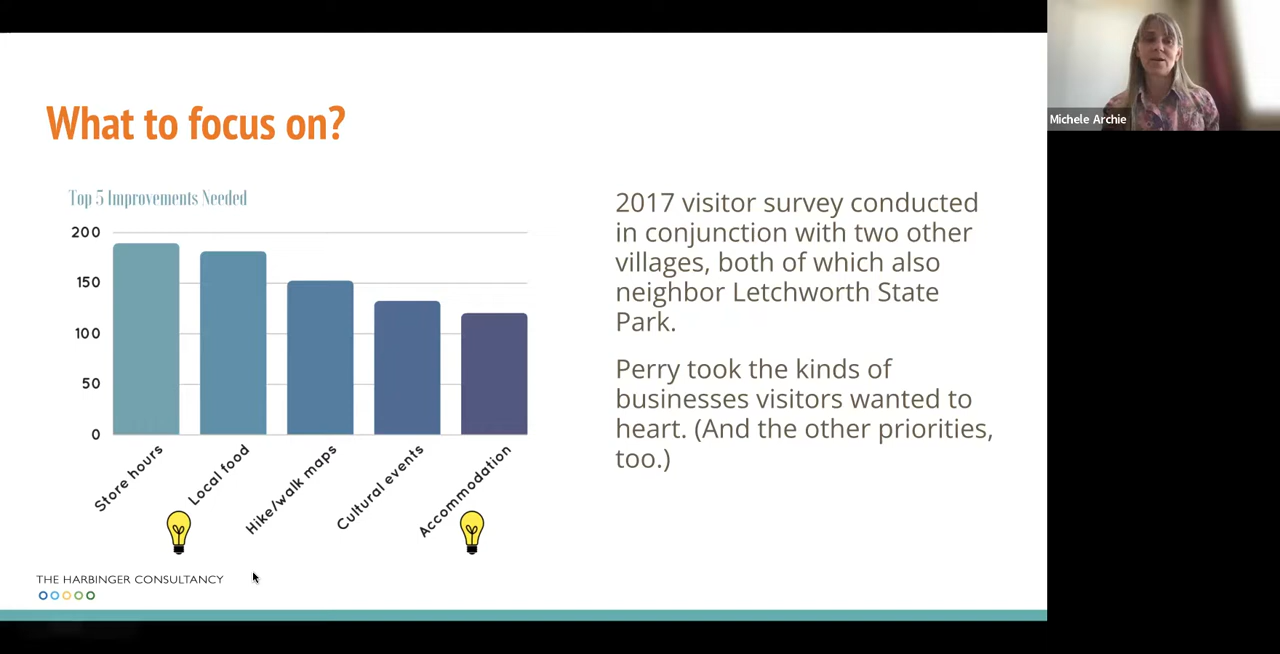 What to focus on?
Top 5 Improvements Needed
200
150
100
50
0
Store hours
Local food
Hike/walk maps
Cultural events
Accommodation
2017 visitor survey conducted
in conjunction with two other
villages, both of which also
neighbor Letchworth State
Park.
Perry took the kinds of
businesses visitors wanted to
heart. (And the other priorities,
too.)
THE HARBINGER CONSULTANCY
Michele Archie